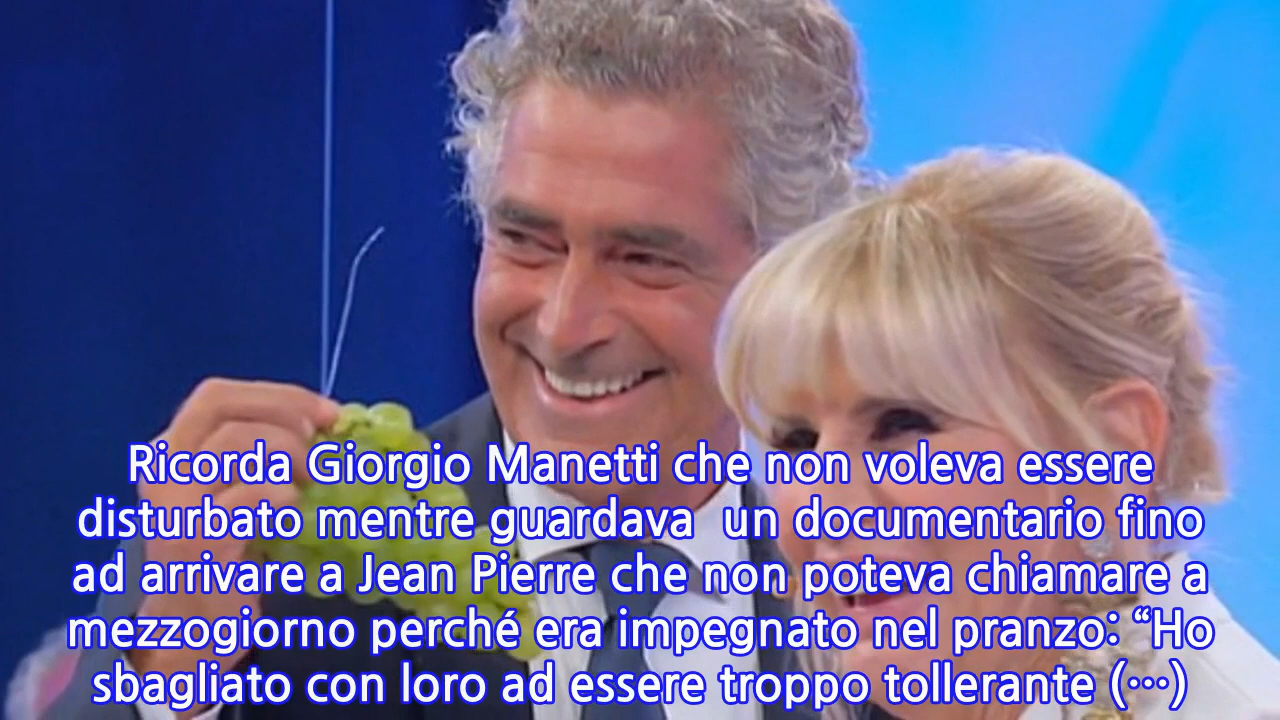 Ricorda Giorgio Manetti che non voleva essere
disturbato mentre guardava  un documentario fino
ad arrivare a Jean Pierre che non poteva chiamare a
mezzogiorno perché era impegnato nel pranzo: “Ho
sbagliato con loro ad essere troppo tollerante (…)